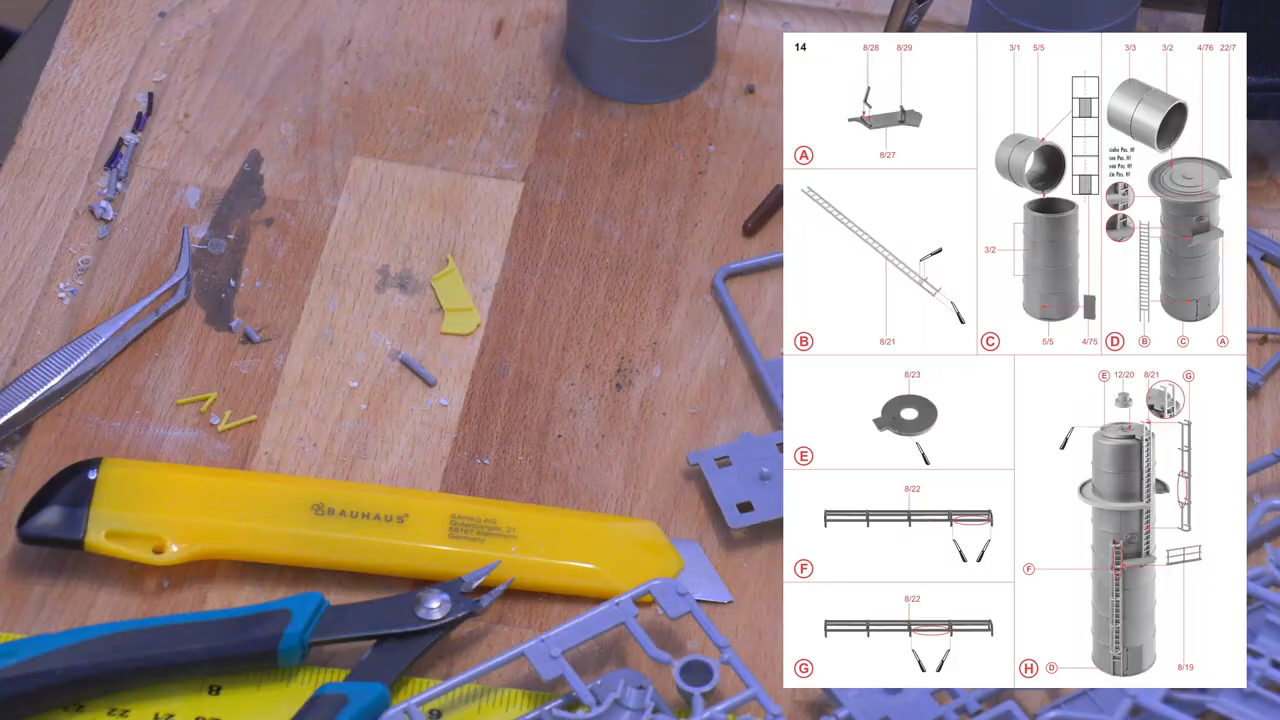 14
8/28 8/29
8/27
A
8/21
B
3/1 5/5
3/2
5/5 4/75
C
3/3 3/2 4/76 22/7
siehe Pos. H!
see Pos. H!
voir Pos. H!
zie Pos. H!
D B C A
8/23
E
8/22
F
8/22
G
E 12/20 8/21 G
F
H D 8/19
BAUHAUS
BAHAG AG
Gutenbergstr. 21
68167 Mannheim
Germany
8